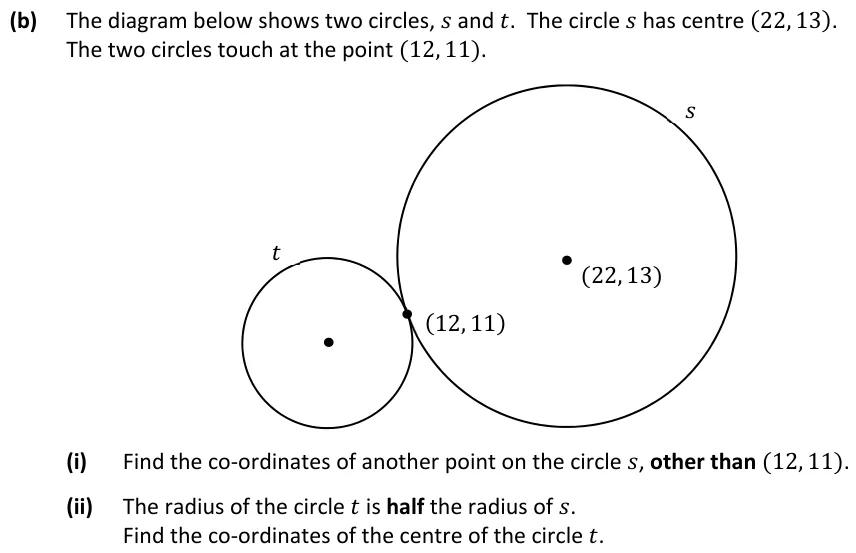 (b) The diagram below shows two circles, s and t. The circle s has centre (22, 13).
The two circles touch at the point (12, 11).
s
t
(22, 13)
(12, 11)
(i) Find the co-ordinates of another point on the circle s, other than (12, 11).
(ii) The radius of the circle t is half the radius of s.
Find the co-ordinates of the centre of the circle t.